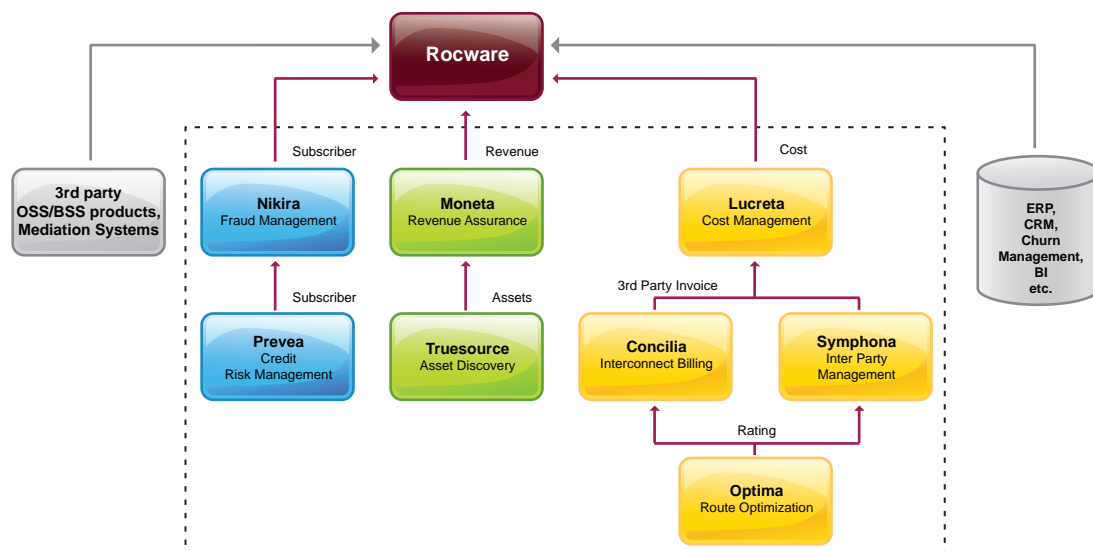 Rocware
Subscriber
Revenue
Cost
3rd party
OSS/BSS products,
Mediation Systems
Nikira
Fraud Management
Moneta
Revenue Assurance
Lucreta
Cost Management
ERP,
CRM,
Churn
Management,
BI
etc.
Subscriber
Assets
3rd Party Invoice
Prevea
Credit
Risk Management
Truesource
Asset Discovery
Concilia
Interconnect Billing
Symphona
Inter Party
Management
Rating
Optima
Route Optimization